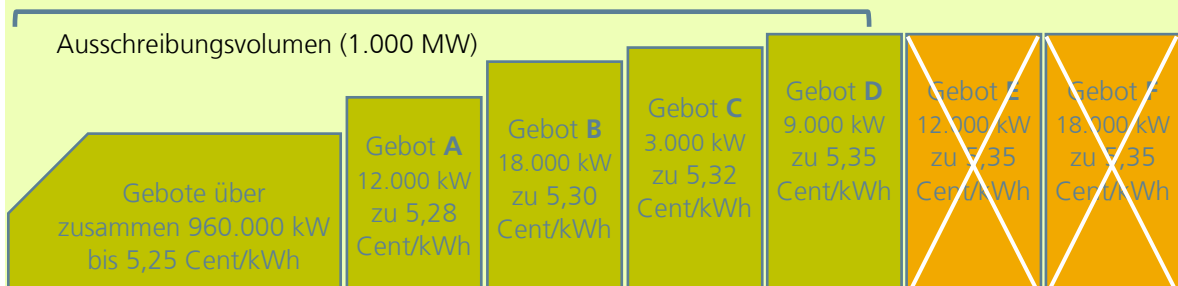 Ausschreibungsvolumen (1.000 MW)
Gebote über
zusammen 960.000 kW
bis 5,25 Cent/kWh
Gebot A
12.000 kW
zu 5,28
Cent/kWh
Gebot B
18.000 kW
zu 5,30
Cent/kWh
Gebot C
3.000 kW
zu 5,32
Cent/kWh
Gebot D
9.000 kW
zu 5,35
Cent/kWh
Gebot E
12.000 kW
zu 5,35
Cent/kWh
Gebot F
18.000 kW
zu 5,35
Cent/kWh